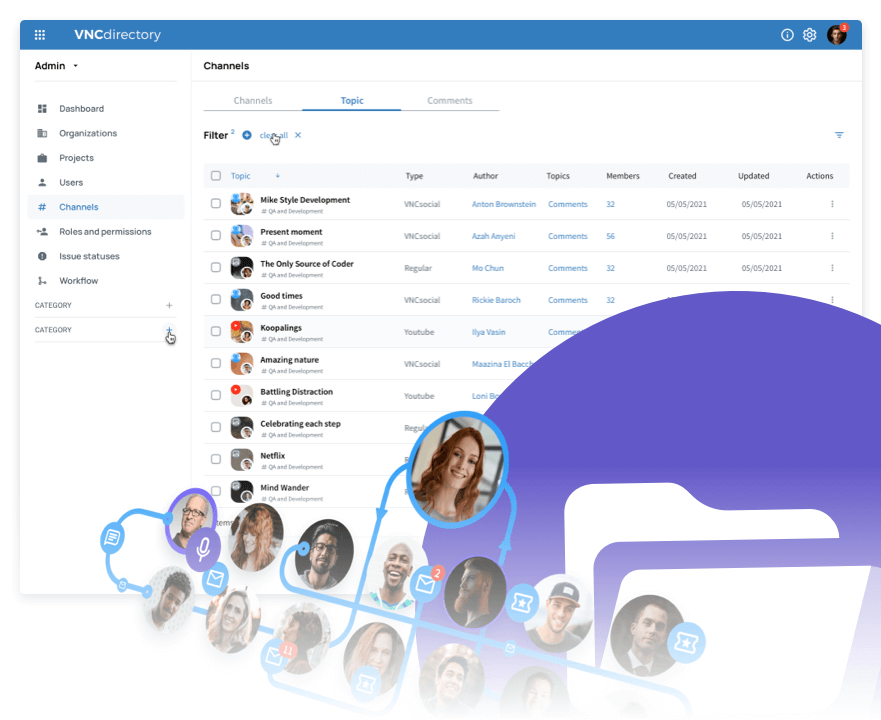 VNCdirectory
3
Admin
Channels
Channels Topic Comments
Filter 2 clear all
Topic Type Author Topics Members Created Updated Actions
Mike Style Development VNCsocial Anton Brownstein Comments 32 05/05/2021 05/05/2021
# QA and Development
Present moment VNCsocial Azah Anyeni Comments 56 05/05/2021 05/05/2021
# QA and Development
The Only Source of Coder Regular Mo Chun Comments 32 05/05/2021 05/05/2021
# QA and Development
Good times VNCsocial Rickie Baroch Comments 32
# QA and Development
Koopalings Youtube Ilya Vasin
# QA and Development
Amazing nature VNCsocial Maazina El
# QA and Development
Battling Distraction Youtube Loni
# QA and Development
Celebrating each step
# QA and Development
Netflix
# QA and Development
Mind Wander
# QA and Development
Dashboard
Organizations
Projects
Users
Channels
Roles and permissions
Issue statuses
Workflow
CATEGORY
CATEGORY
2
11